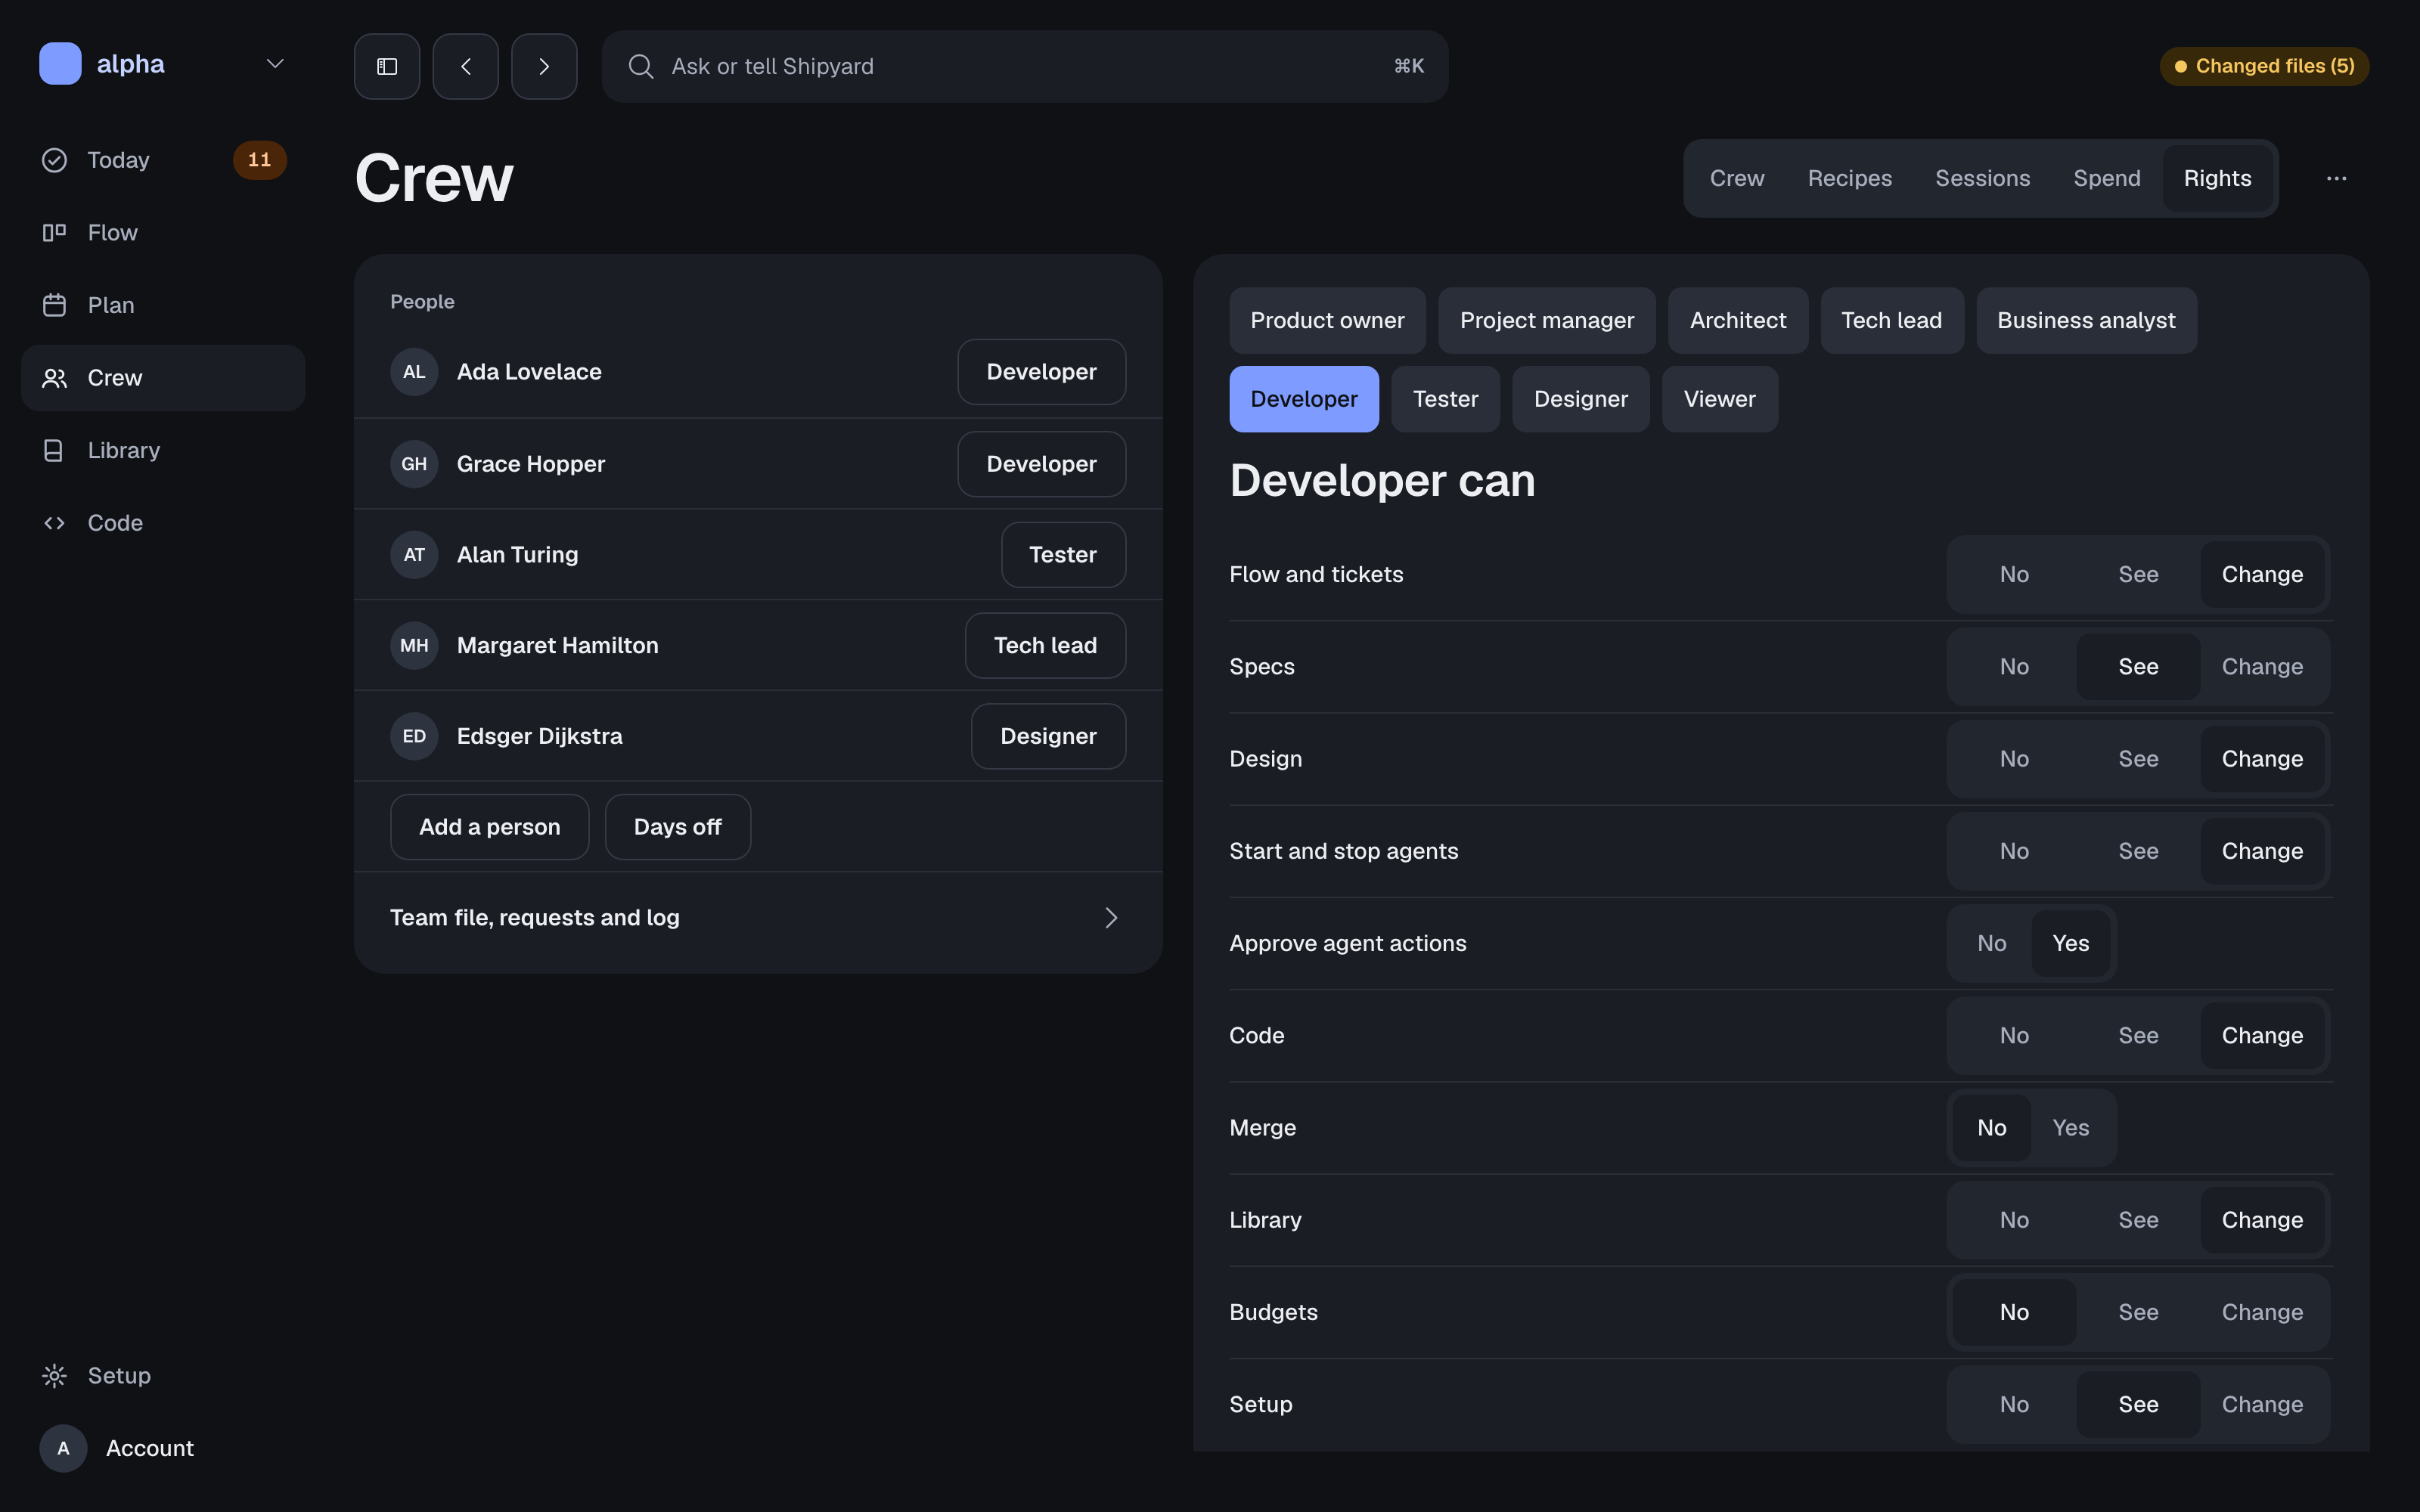 alpha
Ask or tell Shipyard ⌘K
Changed files (5)
Today 11
Flow
Plan
Crew
Library
Code
Setup
A Account
Crew
Crew Recipes Sessions Spend Rights
People
AL Ada Lovelace Developer
GH Grace Hopper Developer
AT Alan Turing Tester
MH Margaret Hamilton Tech lead
ED Edsger Dijkstra Designer
Add a person Days off
Team file, requests and log
Product owner Project manager Architect Tech lead Business analyst
Developer Tester Designer Viewer
Developer can
Flow and tickets No See Change
Specs No See Change
Design No See Change
Start and stop agents No See Change
Approve agent actions No Yes
Code No See Change
Merge No Yes
Library No See Change
Budgets No See Change
Setup No See Change